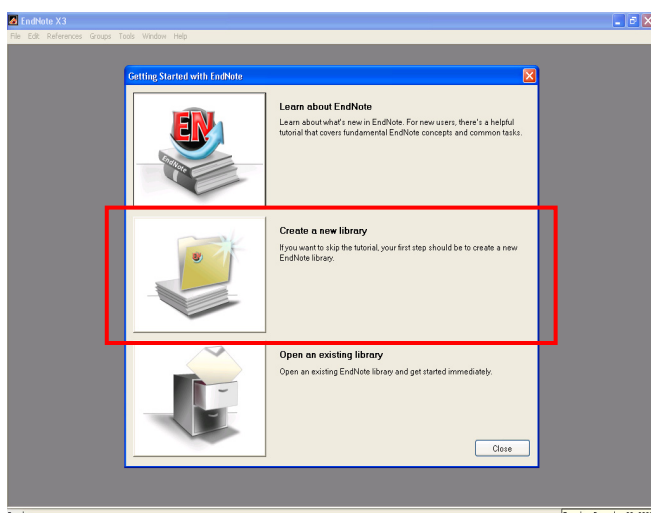 EndNote X3
File Edit References Groups Tools Window Help
Getting Started with EndNote
Learn about EndNote
Learn about what's new in EndNote. For new users, there's a helpful
tutorial that covers fundamental EndNote concepts and common tasks.
EN
EndNote
Create a new library
If you want to skip the tutorial, your first step should be to create a new
EndNote library.
Open an existing library
Open an existing EndNote library and get started immediately.
Close